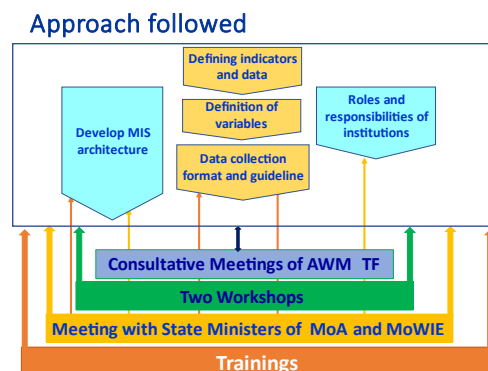 Approach followed
Defining indicators
and data
Definition of
variables
Data collection
format and guideline
Develop MIS
architecture
Roles and
responsibilities of
institutions
Consultative Meetings of AWM TF
Two Workshops
Meeting with State Ministers of MoA and MoWIE
Trainings